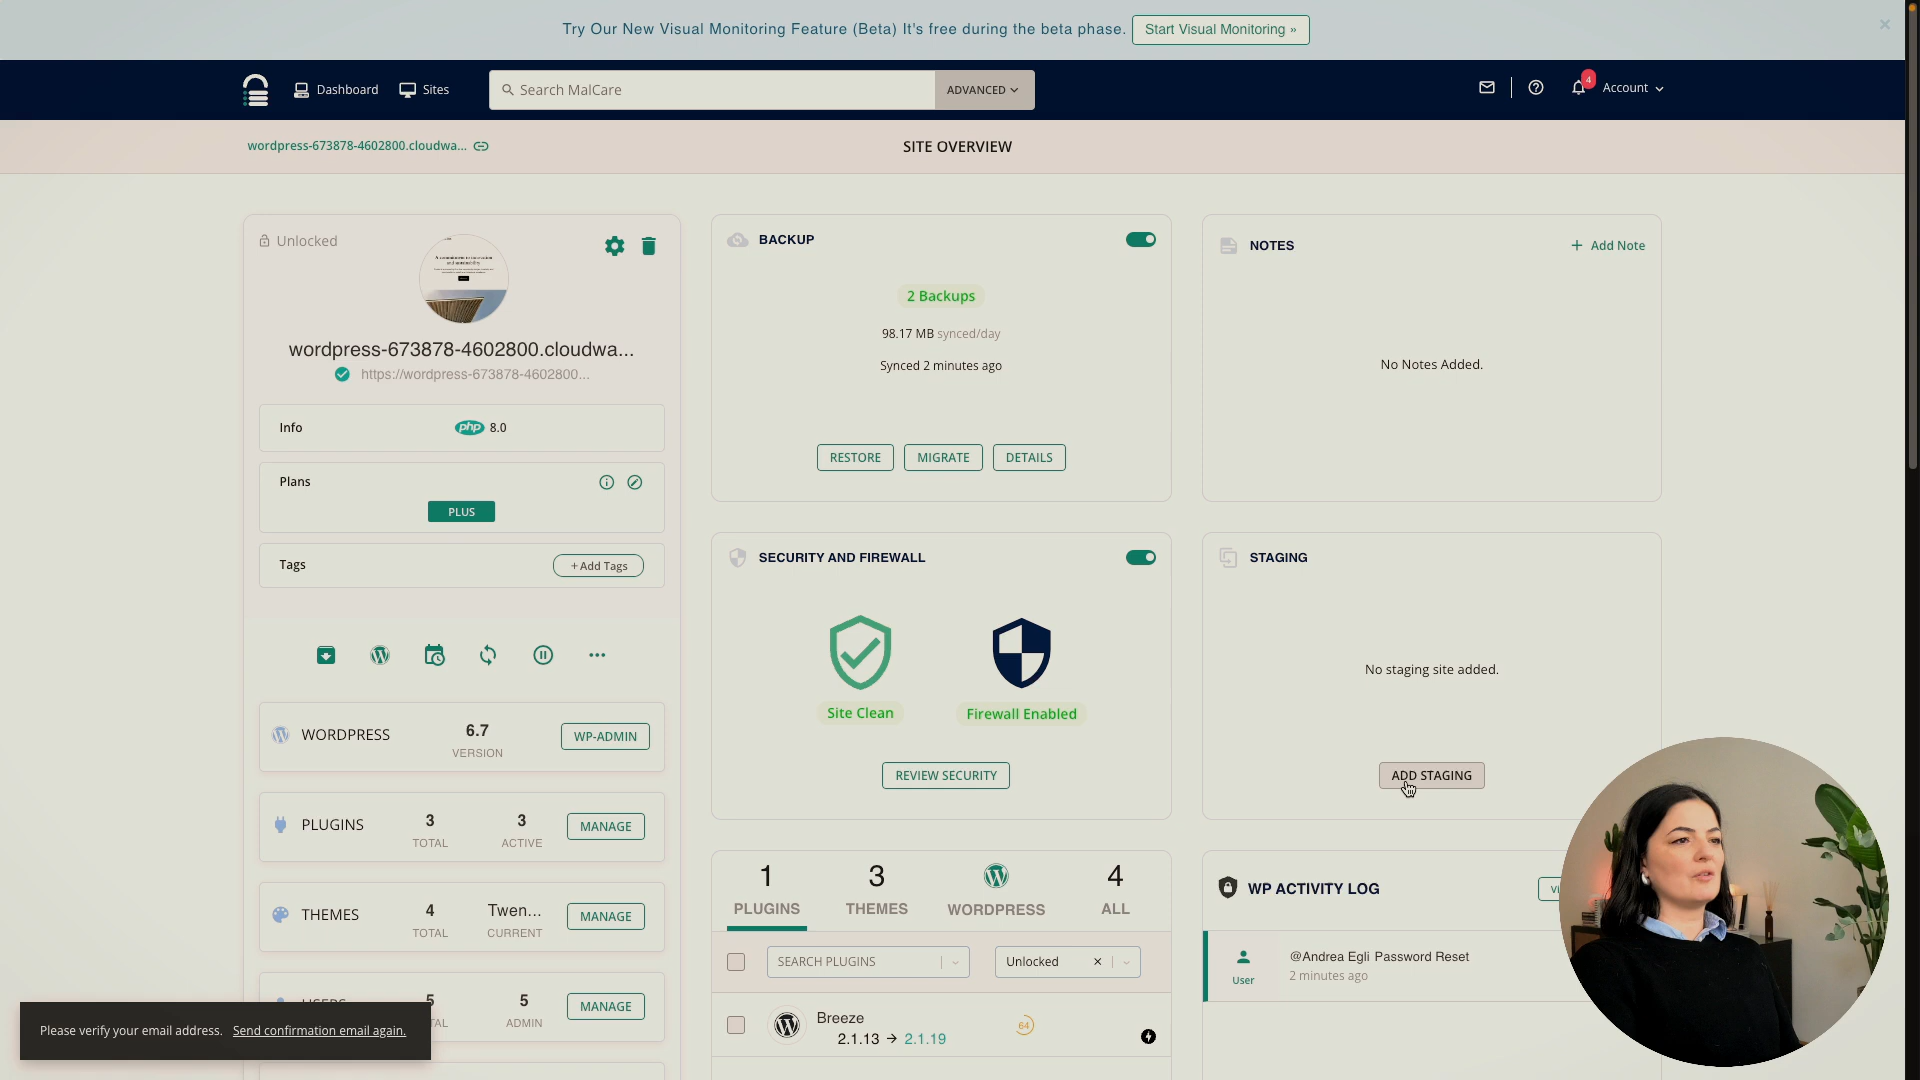 Try Our New Visual Monitoring Feature (Beta) It's free during the beta phase. Start Visual Monitoring »
×
Dashboard
Sites
Search MalCare
ADVANCED
4
Account
wordpress-673878-4602800.cloudwa...
SITE OVERVIEW
Unlocked
wordpress-673878-4602800.cloudwa...
https://wordpress-673878-4602800...
Info
php 8.0
Plans
PLUS
Tags
+ Add Tags
WORDPRESS
6.7
VERSION
WP-ADMIN
PLUGINS
3
TOTAL
3
ACTIVE
MANAGE
THEMES
4
TOTAL
Twen...
CURRENT
MANAGE
5
5
ADMIN
MANAGE
Please verify your email address. Send confirmation email again.
BACKUP
2 Backups
98.17 MB synced/day
Synced 2 minutes ago
RESTORE
MIGRATE
DETAILS
SECURITY AND FIREWALL
Site Clean
Firewall Enabled
REVIEW SECURITY
1
PLUGINS
3
THEMES
WORDPRESS
4
ALL
SEARCH PLUGINS
Unlocked ×
Breeze
2.1.13 → 2.1.19
64
NOTES
+ Add Note
No Notes Added.
STAGING
No staging site added.
ADD STAGING
WP ACTIVITY LOG
User
@Andrea Egli Password Reset
2 minutes ago